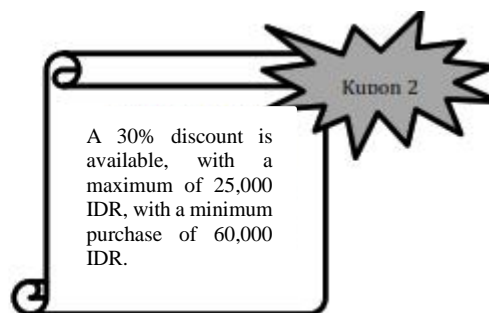 Kupon 2
A 30% discount is
available, with a
maximum of 25,000
IDR, with a minimum
purchase of 60,000
IDR.